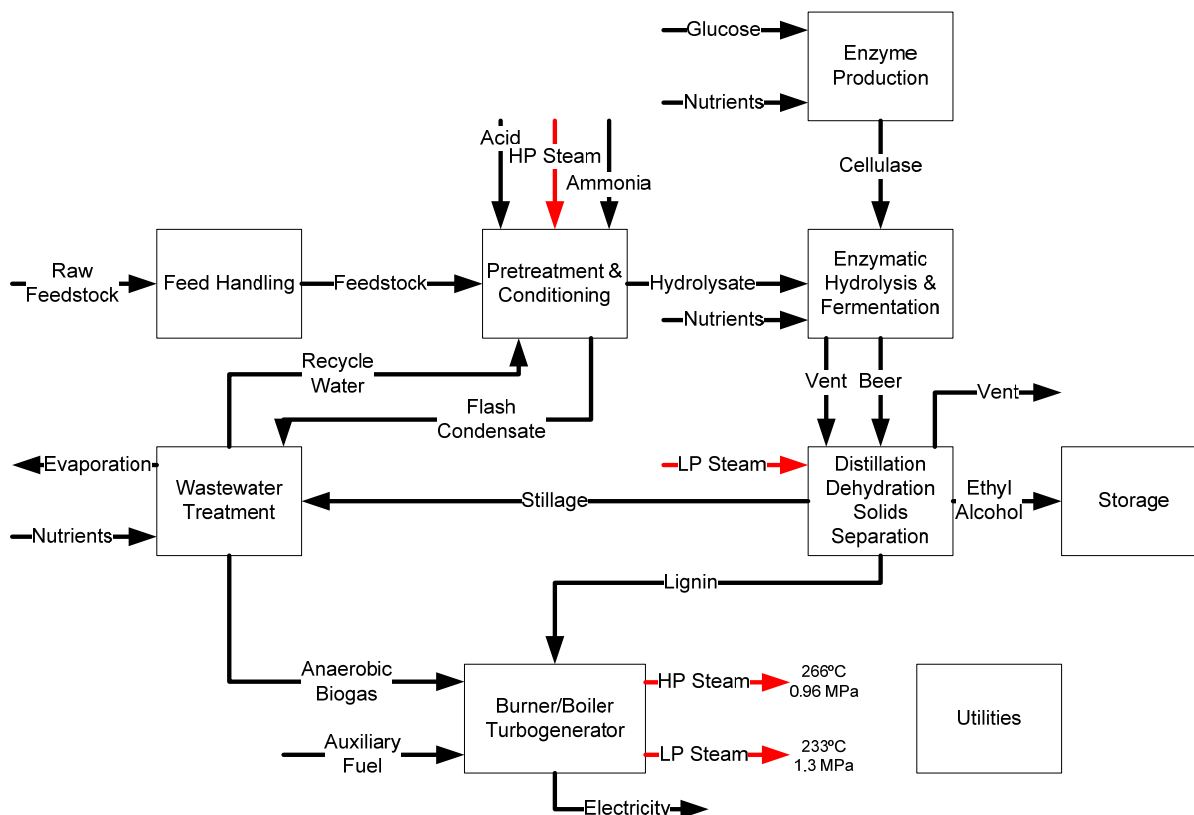 Glucose
Enzyme
Production
Nutrients
Acid
HP Steam
Ammonia
Cellulase
Raw
Feedstock
Feed Handling
Feedstock
Pretreatment &
Conditioning
Hydrolysate
Nutrients
Enzymatic
Hydrolysis &
Fermentation
Recycle
Water
Flash
Condensate
Vent
Beer
Vent
Evaporation
Wastewater
Treatment
Nutrients
Stillage
LP Steam
Distillation
Dehydration
Solids
Separation
Ethyl
Alcohol
Storage
Lignin
Anaerobic
Biogas
Auxiliary
Fuel
Burner/Boiler
Turbogenerator
HP Steam
266ºC
0.96 MPa
LP Steam
233ºC
1.3 MPa
Electricity
Utilities